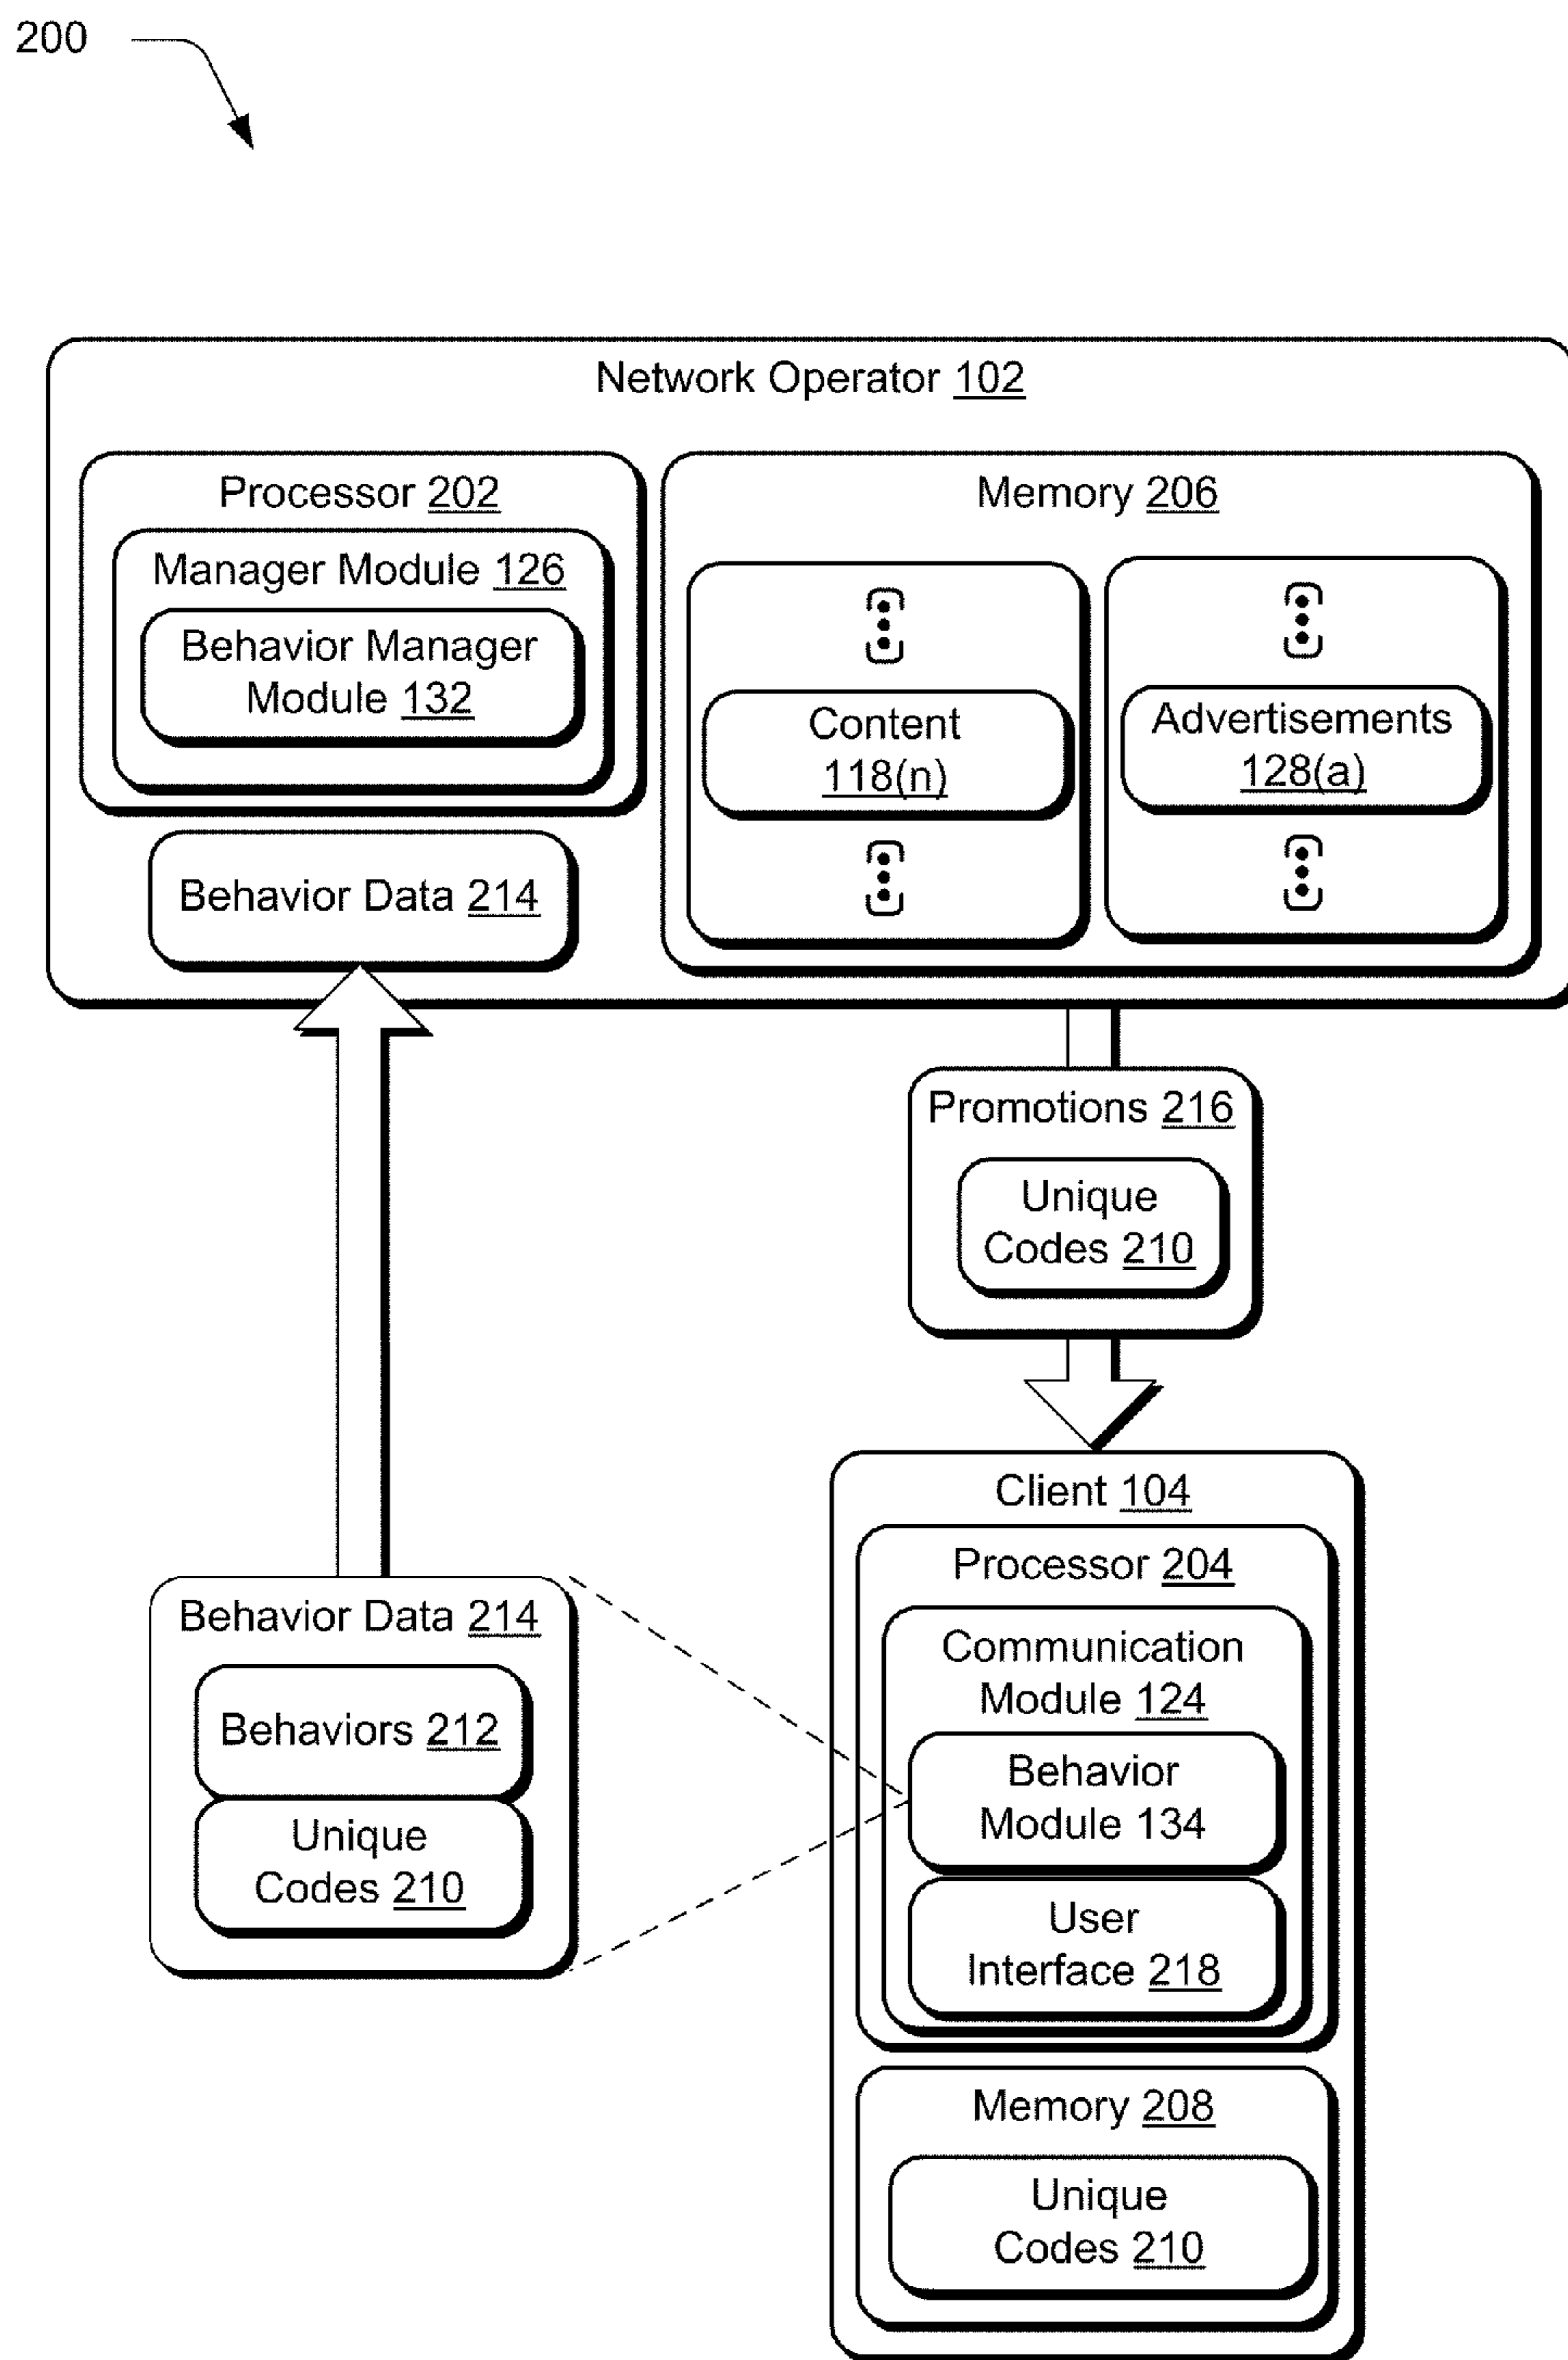 200
Network Operator 102
Processor 202
Manager Module 126
Behavior Manager
Module 132
Behavior Data 214
Memory 206
Content
118(n)
Advertisements
128(a)
Promotions 216
Unique
Codes 210
Client 104
Processor 204
Communication
Module 124
Behavior
Module 134
User
Interface 218
Memory 208
Unique
Codes 210
Behavior Data 214
Behaviors 212
Unique
Codes 210